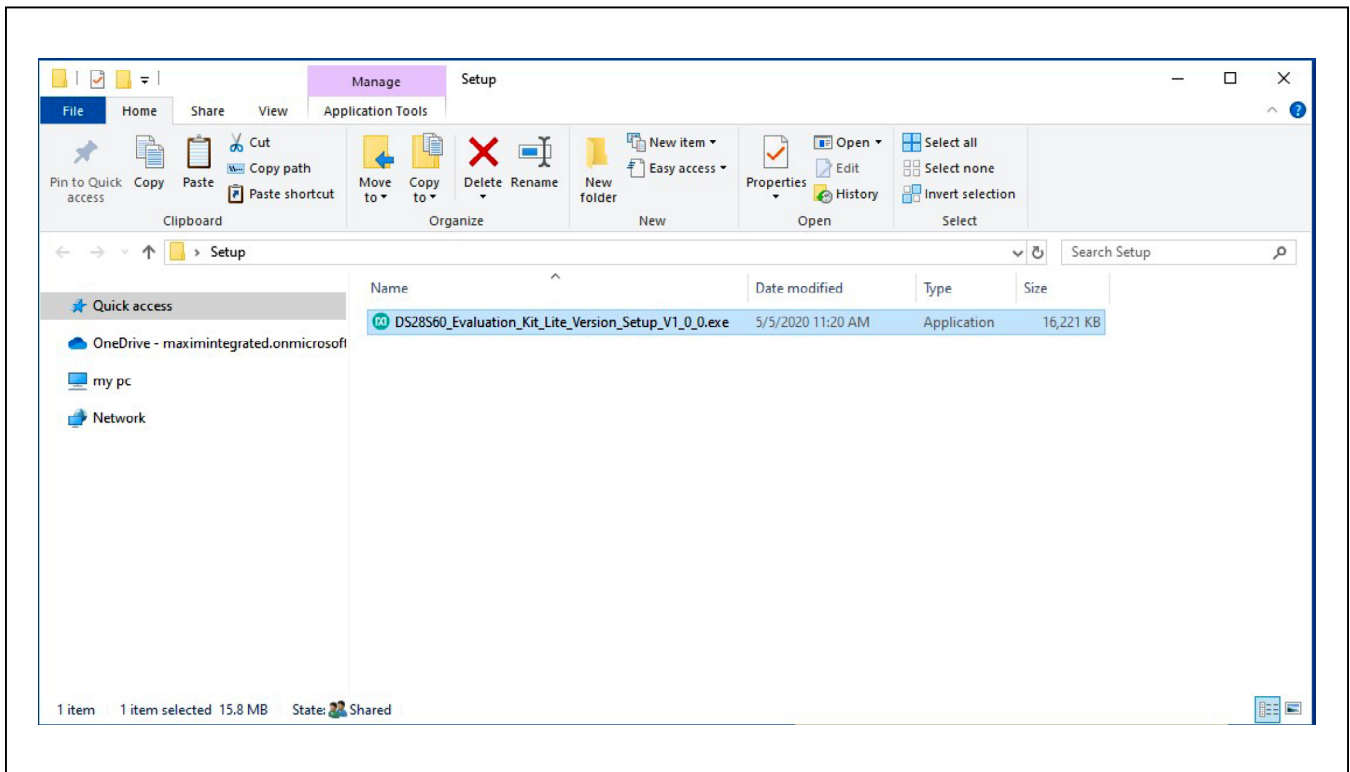 Manage Setup
File Home Share View Application Tools
Pin to Quick access
Copy
Paste
Cut
Copy path
Paste shortcut
Clipboard
Move to
Copy to
Delete
Rename
Organize
New folder
New item
Easy access
New
Properties
Open
Edit
History
Open
Select all
Select none
Invert selection
Select
Setup
Search Setup
Name Date modified Type Size
DS28S60_Evaluation_Kit_Lite_Version_Setup_V1_0_0.exe 5/5/2020 11:20 AM Application 16,221 KB
Quick access
OneDrive - maximintegrated.onmicrosoft
my pc
Network
1 item 1 item selected 15.8 MB State: Shared